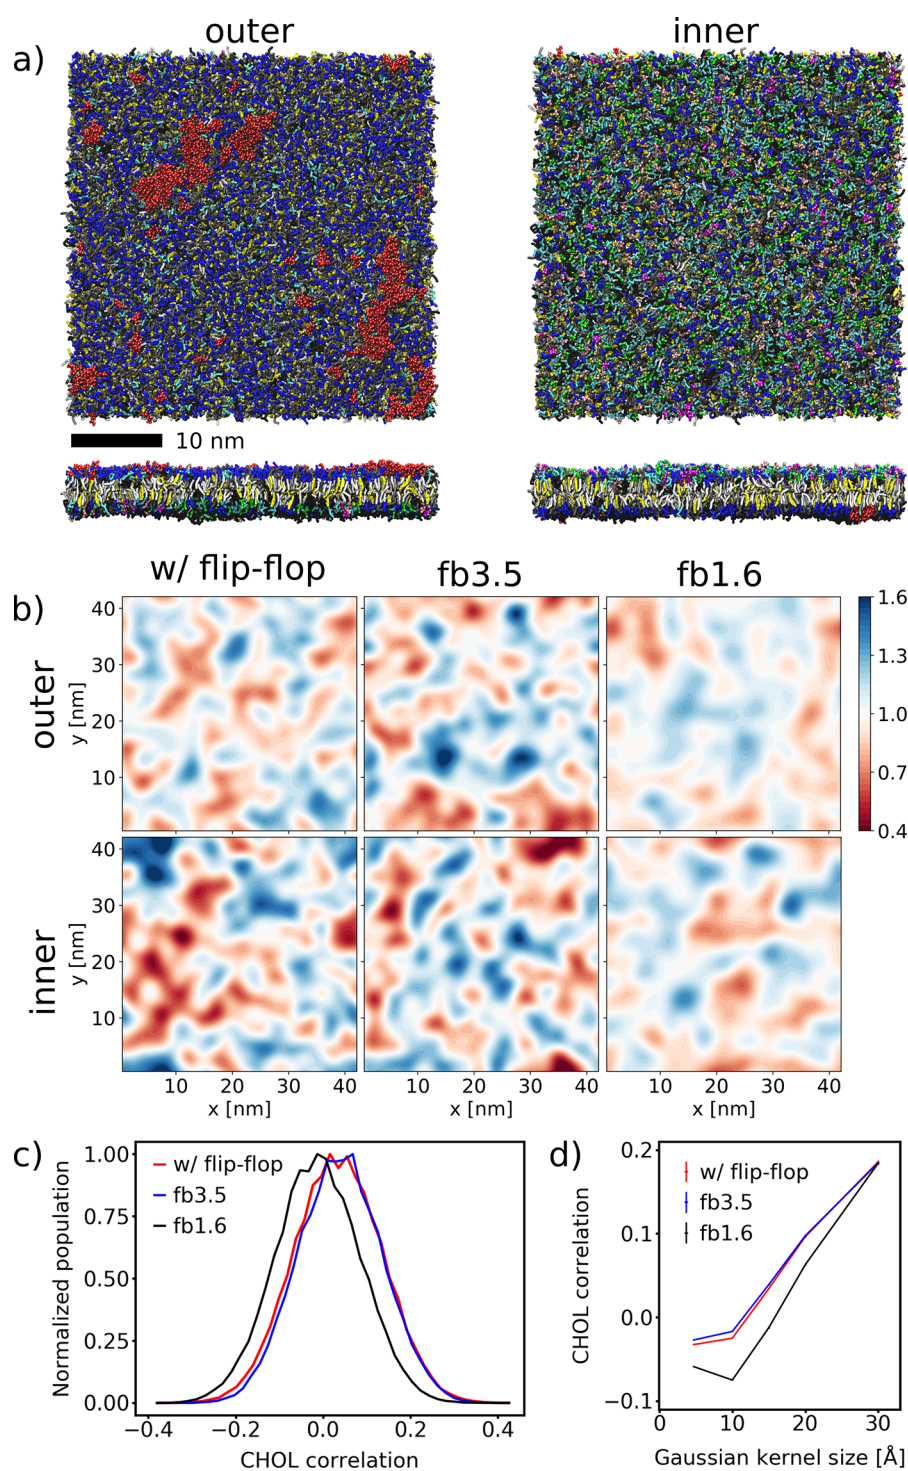 outer inner
a)
10 nm
w/ flip-flop fb3.5 fb1.6
b)
outer
y [nm]
40
30
20
10
1.6
1.3
1.0
0.7
0.4
inner
y [nm]
40
30
20
10
10 20 30 40 10 20 30 40 10 20 30 40
x [nm] x [nm] x [nm]
c)
Normalized population
1.00
0.75
0.50
0.25
0.00
w/ flip-flop
fb3.5
fb1.6
−0.4 −0.2 0.0 0.2 0.4
CHOL correlation
d)
CHOL correlation
0.2
0.1
0.0
−0.1
w/ flip-flop
fb3.5
fb1.6
0 10 20 30
Gaussian kernel size [Å]